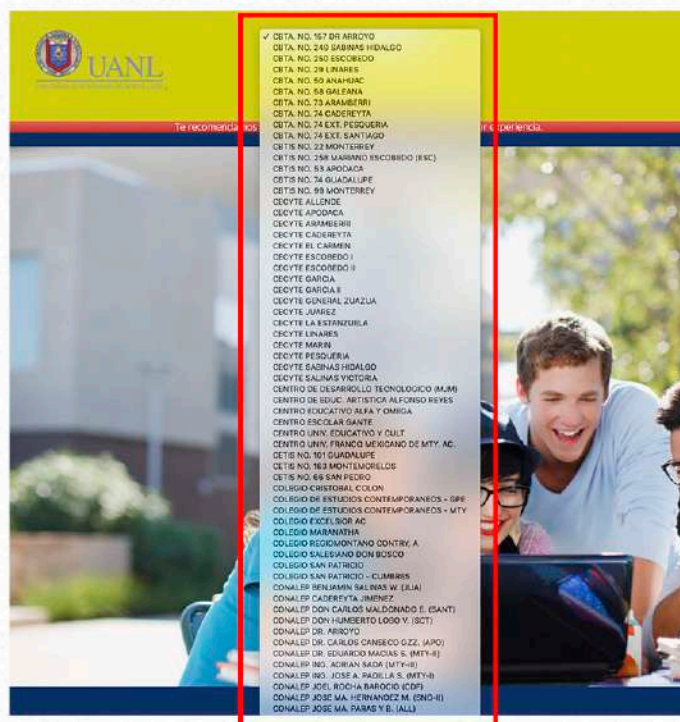 UANL
Te recomendamos
r experiencia.
✓ CBTA. NO. 157 DR ARROYO
CBTA. NO. 249 SABINAS HIDALGO
CBTA. NO. 250 ESCOBEDO
CBTA. NO. 29 LINARES
CBTA. NO. 50 ANAHUAC
CBTA. NO. 58 GALEANA
CBTA. NO. 73 ARAMBERRI
CBTA. NO. 74 CADEREYTA
CBTA. NO. 74 EXT. PESQUERIA
CBTA. NO. 74 EXT. SANTIAGO
CBTIS NO. 22 MONTERREY
CBTIS NO. 258 MARIANO ESCOBEDO (ESC)
CBTIS NO. 53 APODACA
CBTIS NO. 74 GUADALUPE
CBTIS NO. 99 MONTERREY
CECYTE ALLENDE
CECYTE APODACA
CECYTE ARAMBERRI
CECYTE CADEREYTA
CECYTE EL CARMEN
CECYTE ESCOBEDO I
CECYTE ESCOBEDO II
CECYTE GARCIA
CECYTE GARCIA II
CECYTE GENERAL ZUAZUA
CECYTE JUAREZ
CECYTE LA ESTANZUELA
CECYTE LINARES
CECYTE MARIN
CECYTE PESQUERIA
CECYTE SABINAS HIDALGO
CECYTE SALINAS VICTORIA
CENTRO DE DESARROLLO TECNOLOGICO (MJM)
CENTRO DE EDUC. ARTISTICA ALFONSO REYES
CENTRO EDUCATIVO ALFA Y OMEGA
CENTRO ESCOLAR GANTE
CENTRO UNIV. EDUCATIVO Y CULT
CENTRO UNIV. FRANCO MEXICANO DE MTY. AC.
CETIS NO. 101 GUADALUPE
CETIS NO. 163 MONTEMORELOS
CETIS NO. 66 SAN PEDRO
COLEGIO CRISTOBAL COLON
COLEGIO DE ESTUDIOS CONTEMPORANEOS - GPE
COLEGIO DE ESTUDIOS CONTEMPORANEOS - MTY
COLEGIO EXCELSIOR AC
COLEGIO MARANATHA
COLEGIO REGIOMONTANO CONTRY, A
COLEGIO SALESIANO DON BOSCO
COLEGIO SAN PATRICIO
COLEGIO SAN PATRICIO - CUMBRES
CONALEP BENJAMIN SALINAS W. (JUA)
CONALEP CADEREYTA JIMENEZ
CONALEP DON CARLOS MALDONADO E. (SANT)
CONALEP DON HUMBERTO LOBO V. (SCT)
CONALEP DR. ARROYO
CONALEP DR. CARLOS CANSECO GZZ. (APO)
CONALEP DR. EDUARDO MACIAS S. (MTY-II)
CONALEP ING. ADRIAN SADA (MTY-III)
CONALEP ING. JOSE A. PADILLA S. (MTY-I)
CONALEP JOEL ROCHA BAROCIO (CDF)
CONALEP JOSE MA. HERNANDEZ M. (SNG-II)
CONALEP JOSE MA. PARAS Y B. (ALL)